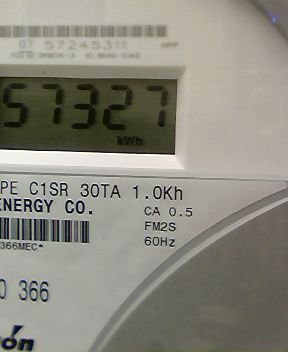 07 57245311
57327
kWh
PE C1SR 30TA 1.0Kh
ENERGY CO.
CA 0.5
FM2S
60Hz
366MEC*
0 366
rón